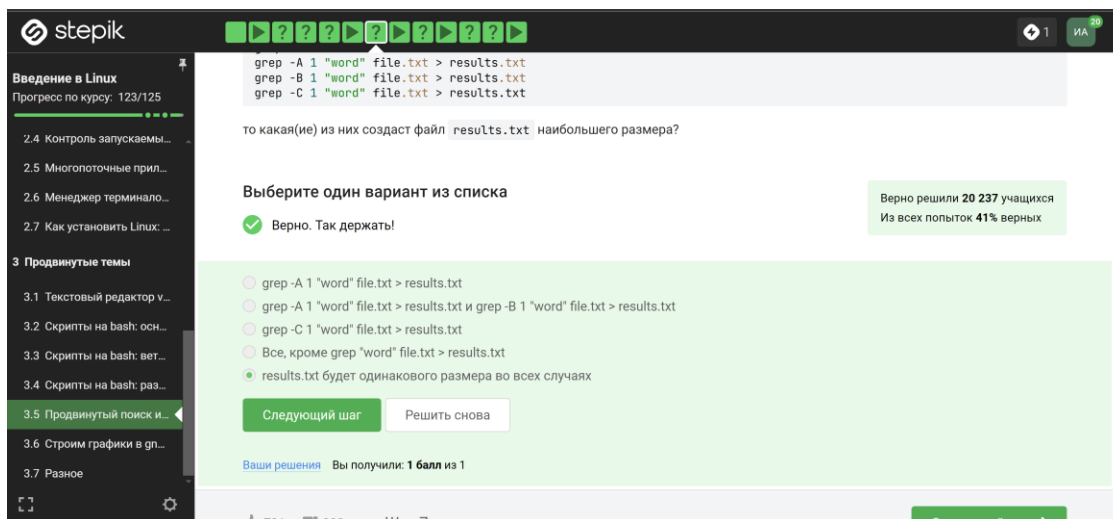 stepik
1
ИА
20
Введение в Linux
Прогресс по курсу: 123/125
2.4 Контроль запускаемы...
2.5 Многопоточные прил...
2.6 Менеджер терминало...
2.7 Как установить Linux: ...
3 Продвинутые темы
3.1 Текстовый редактор v...
3.2 Скрипты на bash: осн...
3.3 Скрипты на bash: вет...
3.4 Скрипты на bash: раз...
3.5 Продвинутый поиск и...
3.6 Строим графики в gn...
3.7 Разное
grep -A 1 "word" file.txt > results.txt
grep -B 1 "word" file.txt > results.txt
grep -C 1 "word" file.txt > results.txt
то какая(ие) из них создаст файл results.txt наибольшего размера?
Выберите один вариант из списка
Верно. Так держать!
Верно решили 20 237 учащихся
Из всех попыток 41% верных
grep -A 1 "word" file.txt > results.txt
grep -A 1 "word" file.txt > results.txt и grep -B 1 "word" file.txt > results.txt
grep -C 1 "word" file.txt > results.txt
Все, кроме grep "word" file.txt > results.txt
results.txt будет одинакового размера во всех случаях
Следующий шаг
Решить снова
Ваши решения Вы получили: 1 балл из 1